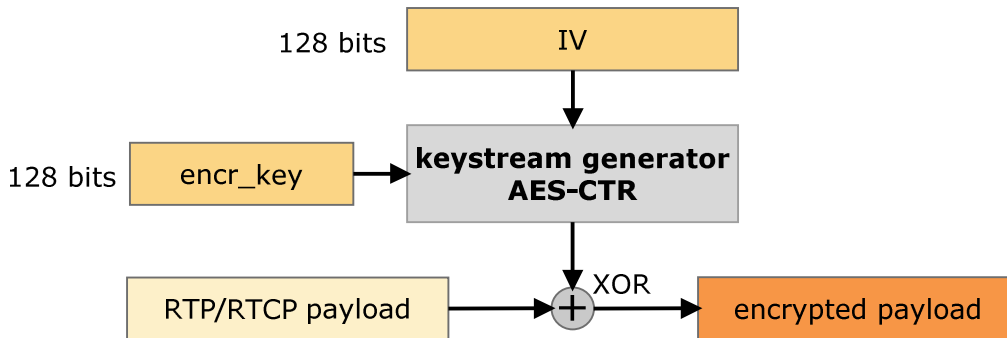 128 bits
IV
128 bits
encr_key
keystream generator
AES-CTR
RTP/RTCP payload
+
XOR
encrypted payload